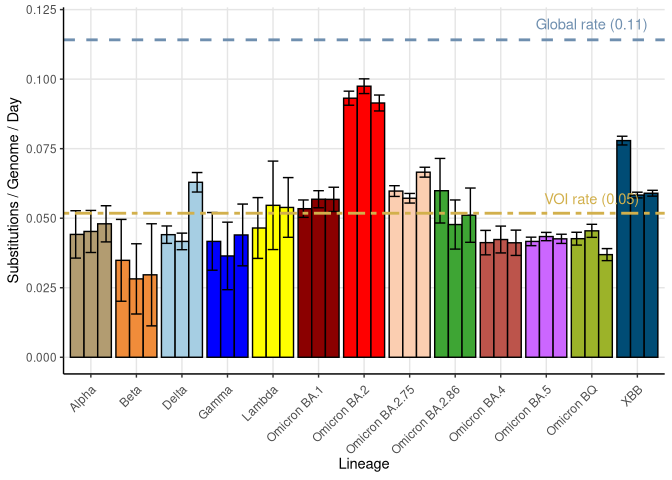 0.125
0.100
0.075
0.050
0.025
0.000
Substitutions / Genome / Day
Global rate (0.11)
VOI rate (0.05)
Alpha
Beta
Delta
Gamma
Lambda
Omicron BA.1
Omicron BA.2
Omicron BA.2.75
Omicron BA.2.86
Omicron BA.4
Omicron BA.5
Omicron BQ
XBB
Lineage